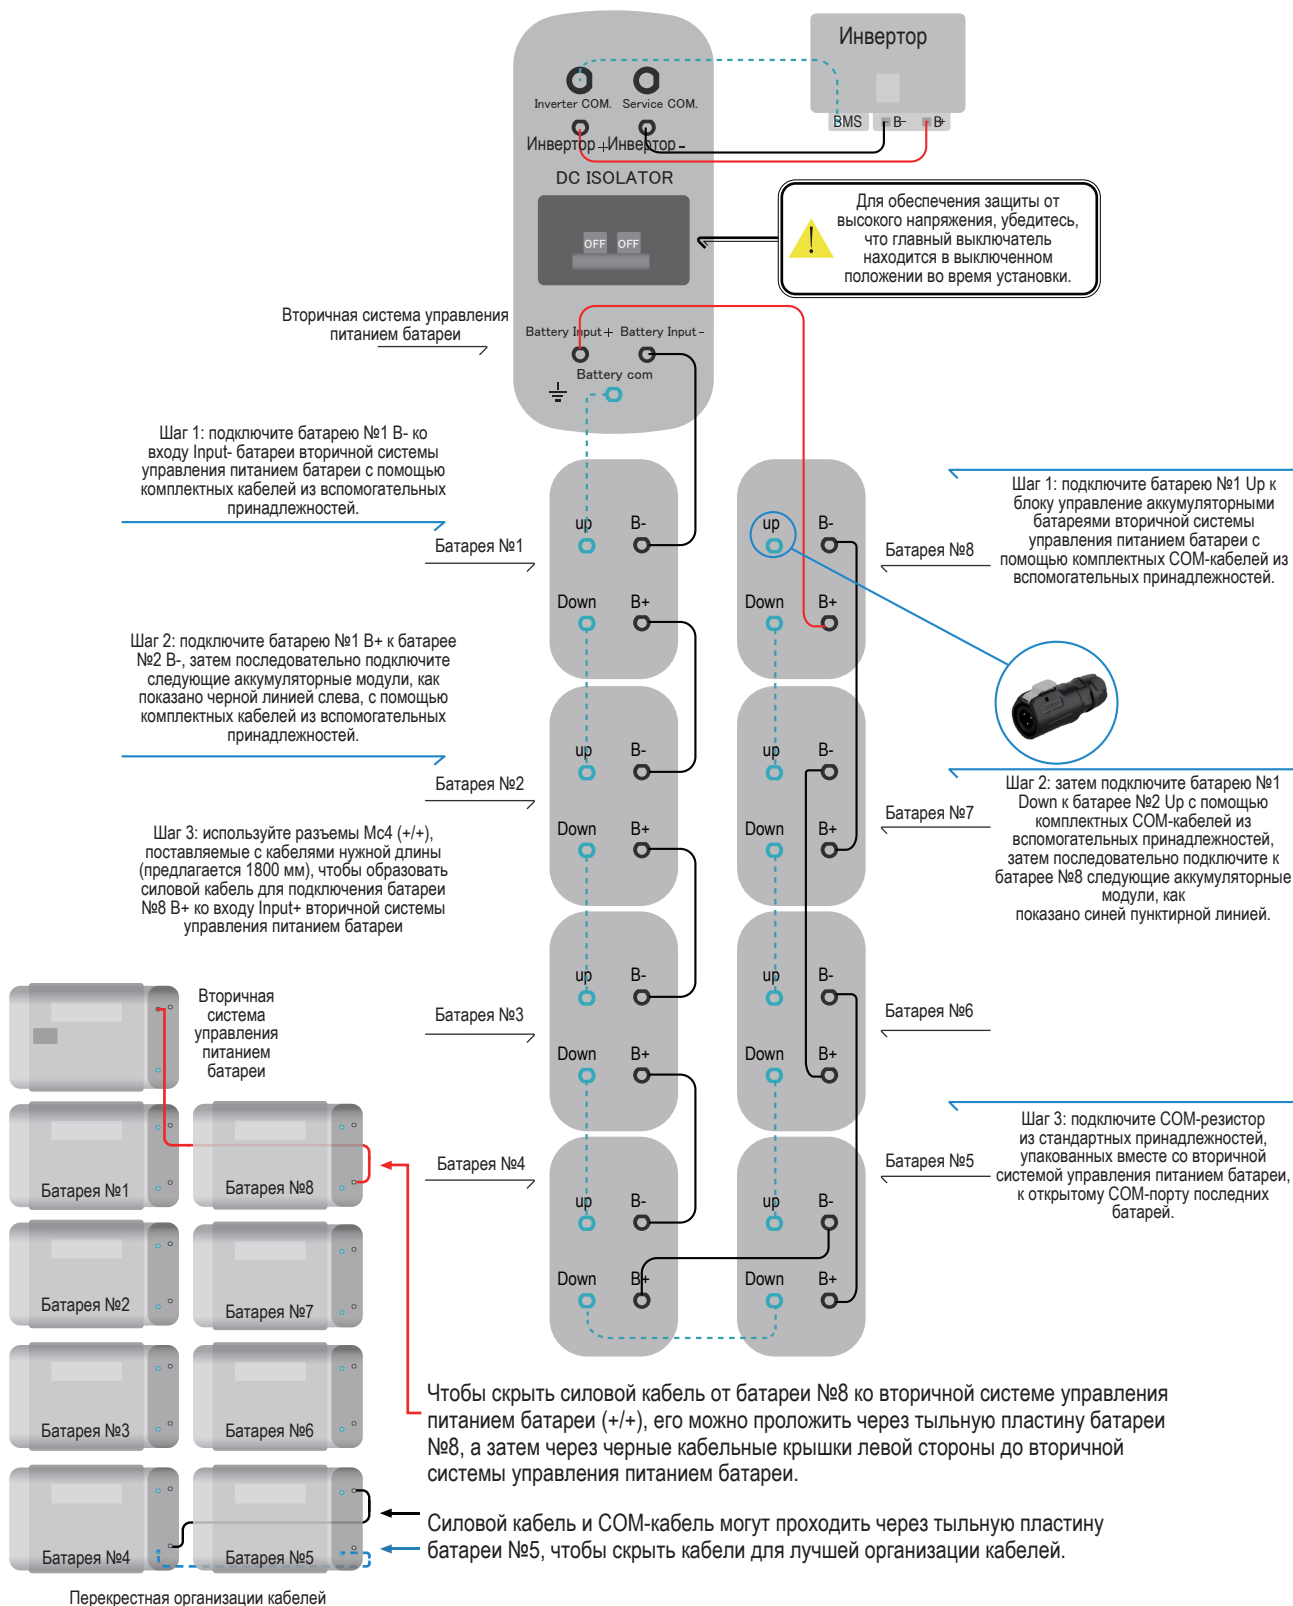 Инвертор
Inverter COM.
Service COM.
BMS
B-
B+
Инвертор +
Инвертор -
DC ISOLATOR
OFF
OFF
Для обеспечения защиты от
высокого напряжения, убедитесь,
что главный выключатель
находится в выключенном
положении во время установки.
Вторичная система управления
питанием батареи
Battery Input+
Battery Input-
Battery com
Шаг 1: подключите батарею №1 B- ко
входу Input- батареи вторичной системы
управления питанием батареи с помощью
комплектных кабелей из вспомогательных
принадлежностей.
Батарея №1
Шаг 2: подключите батарею №1 B+ к батарее
№2 B-, затем последовательно подключите
следующие аккумуляторные модули, как
показано черной линией слева, с помощью
комплектных кабелей из вспомогательных
принадлежностей.
Батарея №2
Шаг 3: используйте разъемы Mc4 (+/+),
поставляемые с кабелями нужной длины
(предлагается 1800 мм), чтобы образовать
силовой кабель для подключения батареи
№8 B+ ко входу Input+ вторичной системы
управления питанием батареи
Батарея №3
Батарея №4
up
B-
Down
B+
up
B-
Down
B+
up
B-
Down
B+
up
B-
Down
B+
up
B-
Down
B+
up
B-
Down
B+
up
B-
Down
B+
up
B-
Down
B+
Шаг 1: подключите батарею №1 Up к
блоку управление аккумуляторными
батареями вторичной системы
управления питанием батареи с
помощью комплектных COM-кабелей из
вспомогательных принадлежностей.
Батарея №8
Шаг 2: затем подключите батарею №1
Down к батарее №2 Up с помощью
комплектных COM-кабелей из
вспомогательных принадлежностей,
затем последовательно подключите к
батарее №8 следующие аккумуляторные
модули, как
показано синей пунктирной линией.
Батарея №7
Батарея №6
Шаг 3: подключите COM-резистор
из стандартных принадлежностей,
упакованных вместе со вторичной
системой управления питанием батареи,
к открытому COM-порту последних
батарей.
Батарея №5
Вторичная
система
управления
питанием
батареи
Батарея №1
Батарея №8
Батарея №2
Батарея №7
Батарея №3
Батарея №6
Батарея №4
Батарея №5
Перекрестная организации кабелей
Чтобы скрыть силовой кабель от батареи №8 ко вторичной системе управления
питанием батареи (+/+), его можно проложить через тыльную пластину батареи
№8, а затем через черные кабельные крышки левой стороны до вторичной
системы управления питанием батареи.
Силовой кабель и COM-кабель могут проходить через тыльную пластину
батареи №5, чтобы скрыть кабели для лучшей организации кабелей.